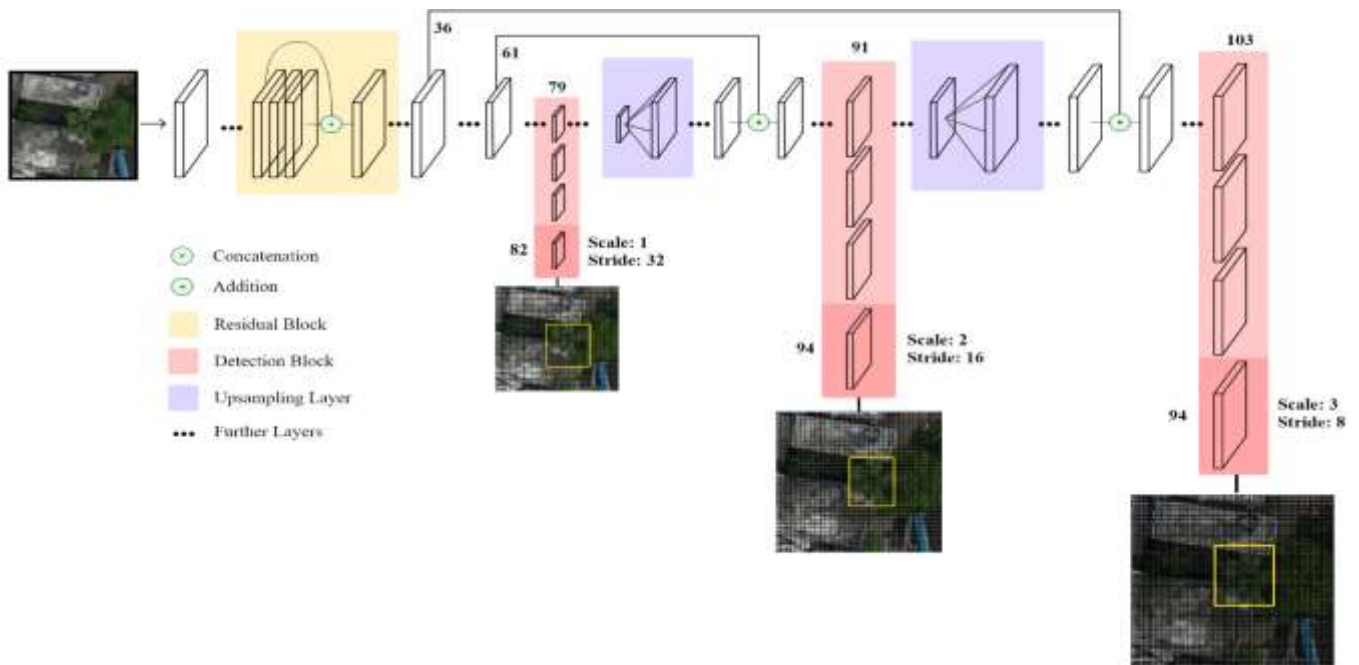 36
61
79
91
103
82
Scale: 1
Stride: 32
94
Scale: 2
Stride: 16
94
Scale: 3
Stride: 8
Concatenation
Addition
Residual Block
Detection Block
Upsampling Layer
Further Layers